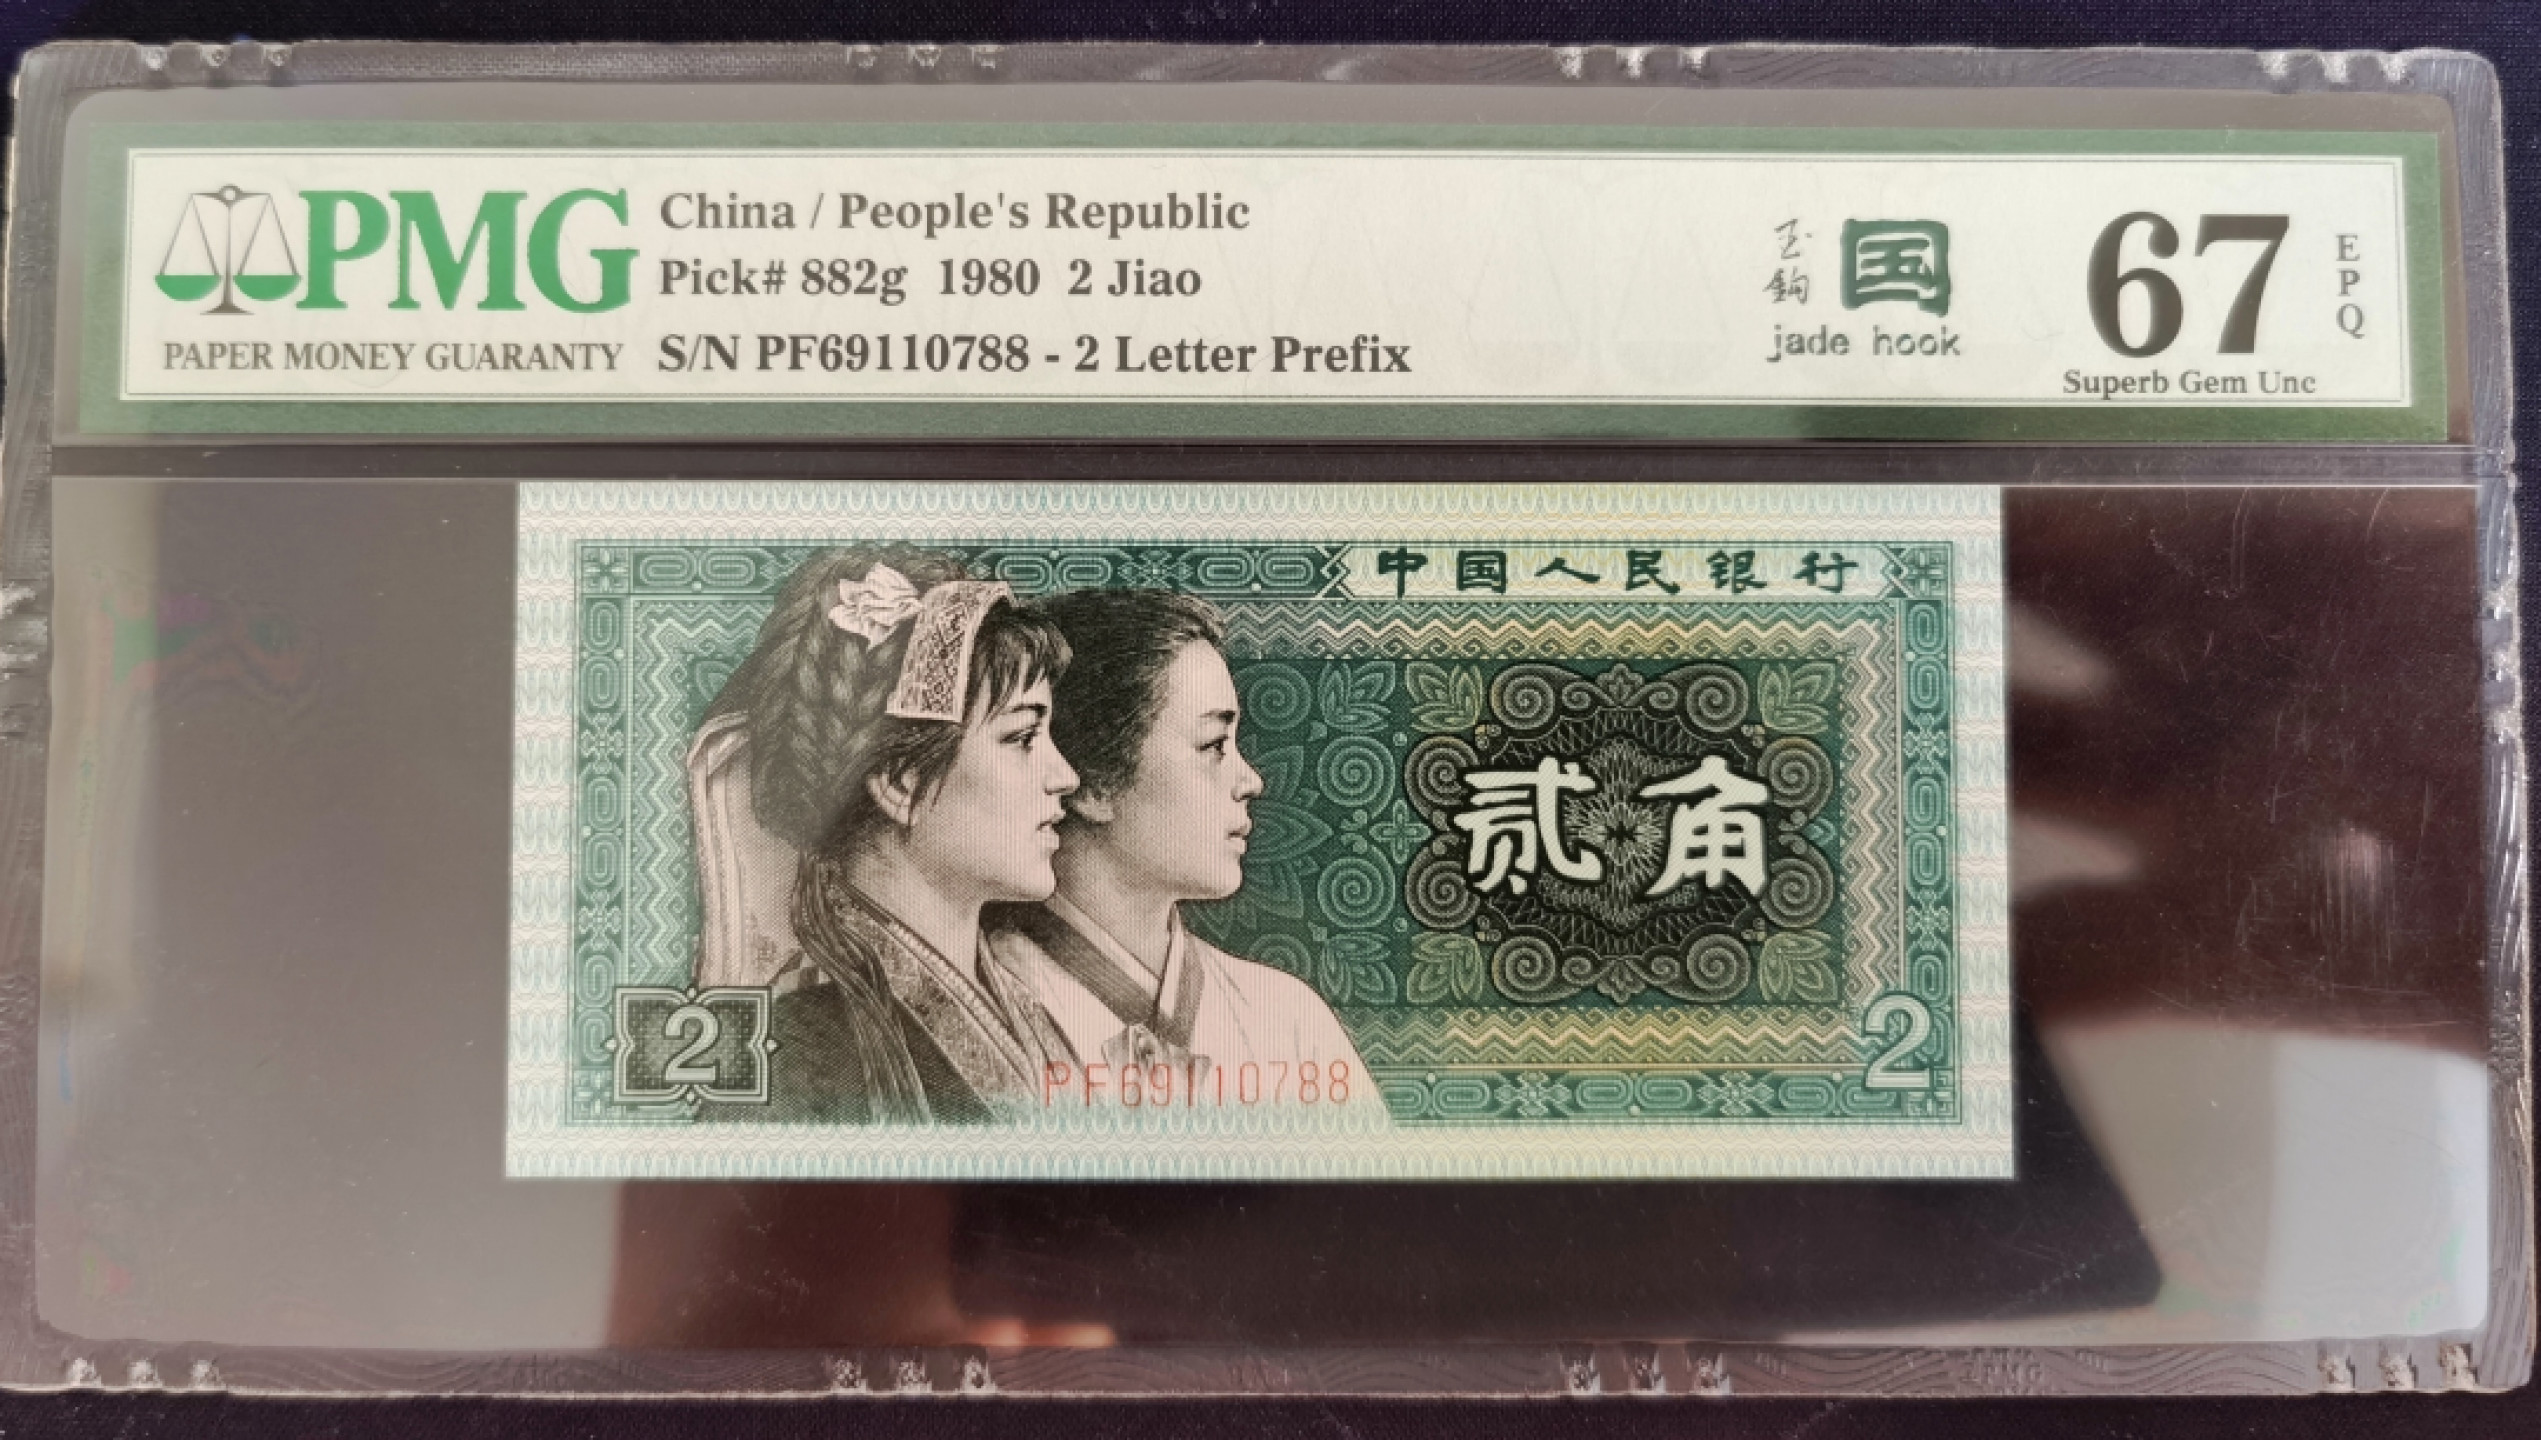 PMG
PAPER MONEY GUARANTY
China / People's Republic
Pick# 882g 1980 2 Jiao
S/N PF69110788 - 2 Letter Prefix
玉鈎 国
jade hook
67
EPQ
Superb Gem Unc
中国人民银行
贰角
2
PF69110788
2